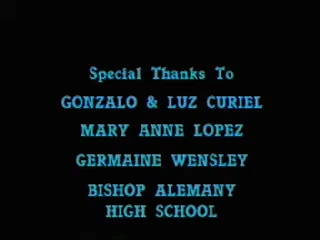 Special Thanks To
GONZALO & LUZ CURIEL
MARY ANNE LOPEZ
GERMAINE WENSLEY
BISHOP ALEMANY
HIGH SCHOOL